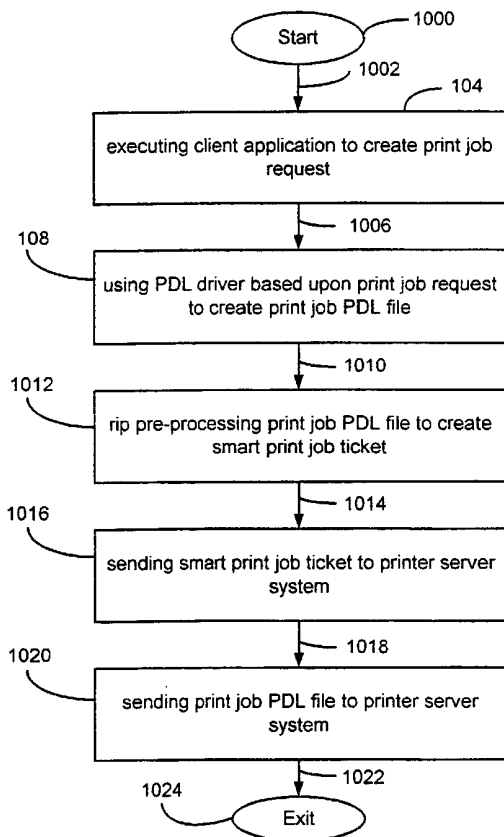 Start
1000
1002
104
executing client application to create print job
request
1006
108
using PDL driver based upon print job request
to create print job PDL file
1010
1012
rip pre-processing print job PDL file to create
smart print job ticket
1014
1016
sending smart print job ticket to printer server
system
1018
1020
sending print job PDL file to printer server
system
1022
1024
Exit